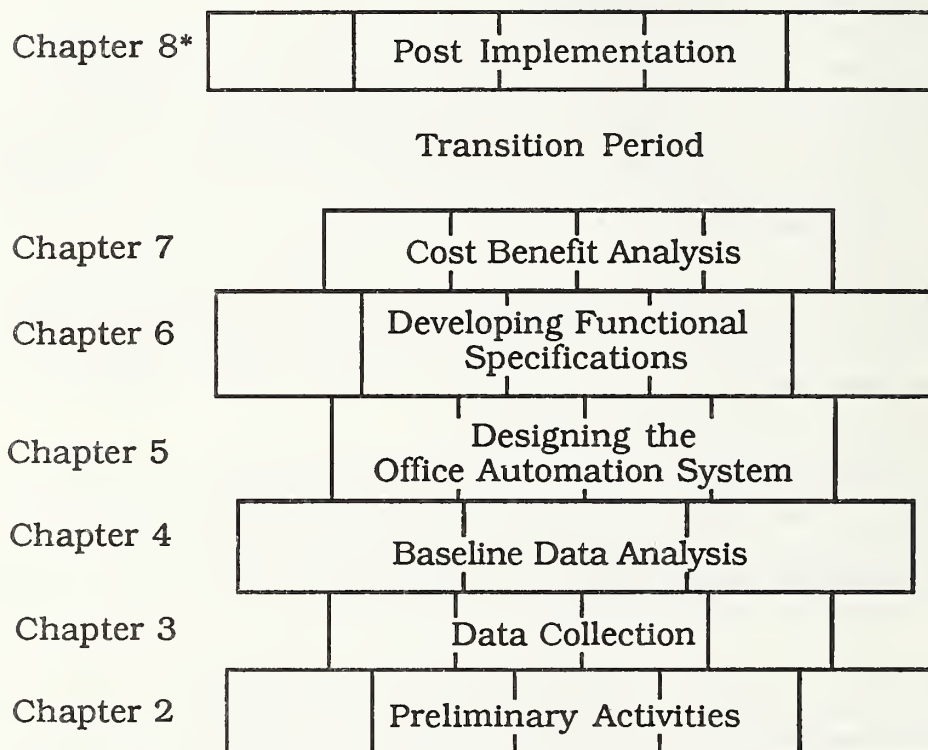 Chapter 8* Post Implementation
Transition Period
Chapter 7 Cost Benefit Analysis
Chapter 6 Developing Functional
Specifications
Chapter 5 Designing the
Office Automation System
Chapter 4 Baseline Data Analysis
Chapter 3 Data Collection
Chapter 2 Preliminary Activities